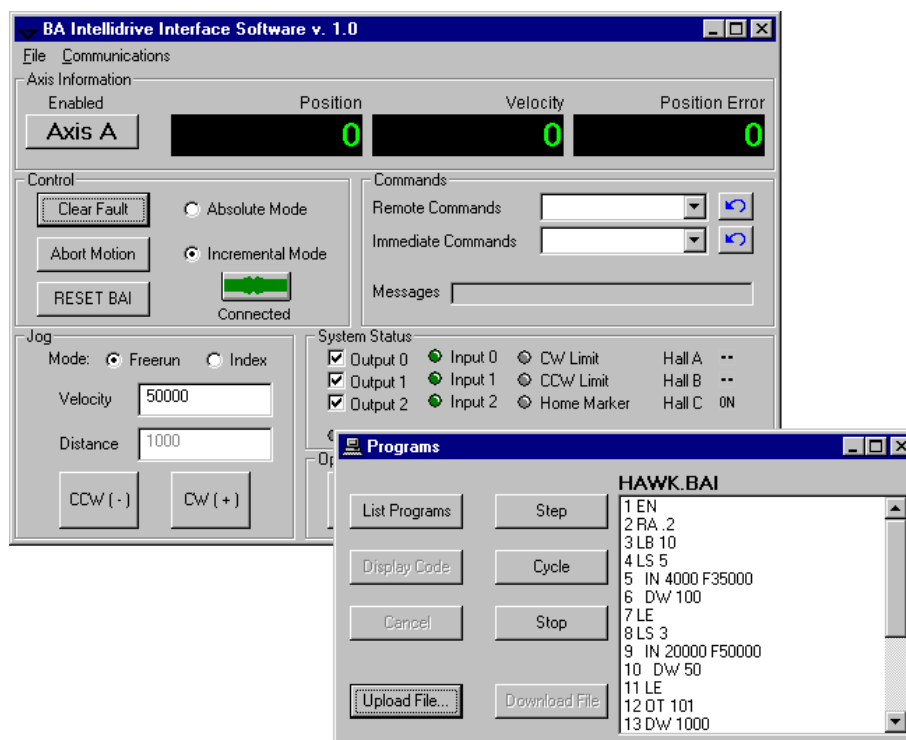 BA Intellidrive Interface Software v. 1.0
File Communications
Axis Information
Enabled Position Velocity Position Error
Axis A 0 0 0
Control
Clear Fault Absolute Mode
Abort Motion Incremental Mode
RESET BAI Connected
Commands
Remote Commands
Immediate Commands
Messages
Jog
Mode: Freerun Index
Velocity 50000
Distance 1000
CCW ( - ) CW ( + )
System Status
Output 0 Input 0 CW Limit Hall A --
Output 1 Input 1 CCW Limit Hall B --
Output 2 Input 2 Home Marker Hall C ON
Op
Programs
List Programs Step
Display Code Cycle
Cancel Stop
Upload File... Download File
HAWK.BAI
1 EN
2 RA .2
3 LB 10
4 LS 5
5 IN 4000 F35000
6 DW 100
7 LE
8 LS 3
9 IN 20000 F50000
10 DW 50
11 LE
12 OT 101
13 DW 1000